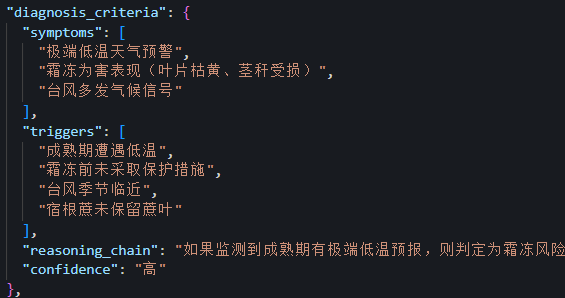 "diagnosis_criteria": {
"symptoms": [
"极端低温天气预警",
"霜冻为害表现（叶片枯黄、茎秆受损）",
"台风多发气候信号"
],
"triggers": [
"成熟期遭遇低温",
"霜冻前未采取保护措施",
"台风季节临近",
"宿根蔗未保留蔗叶"
],
"reasoning_chain": "如果监测到成熟期有极端低温预报，则判定为霜冻风险
"confidence": "高"
},